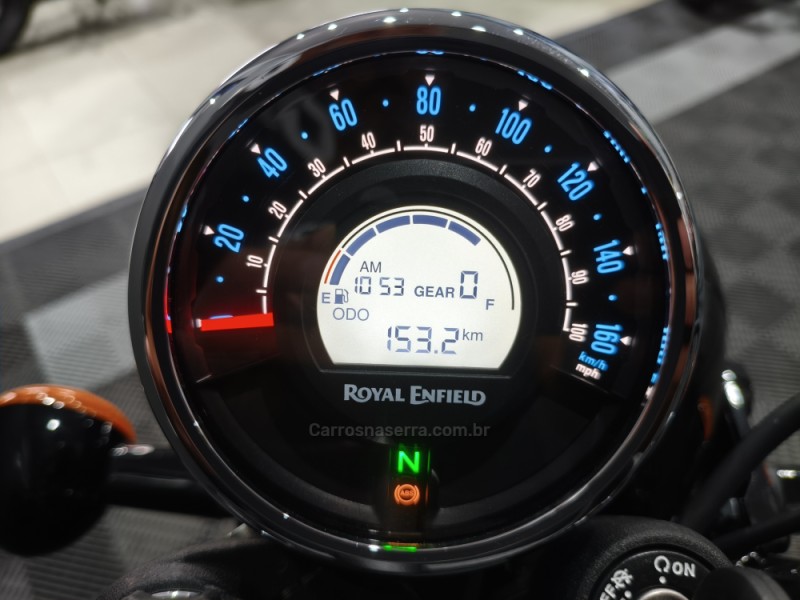 20 40 60 80 100 120 140 160
km/h
mph
10 20 30 40 50 60 70 80 90 100
AM
10 53 GEAR 0
E F
ODO
153.2 km
ROYAL ENFIELD
Carrosnaserra.com.br
N
ABS
ON